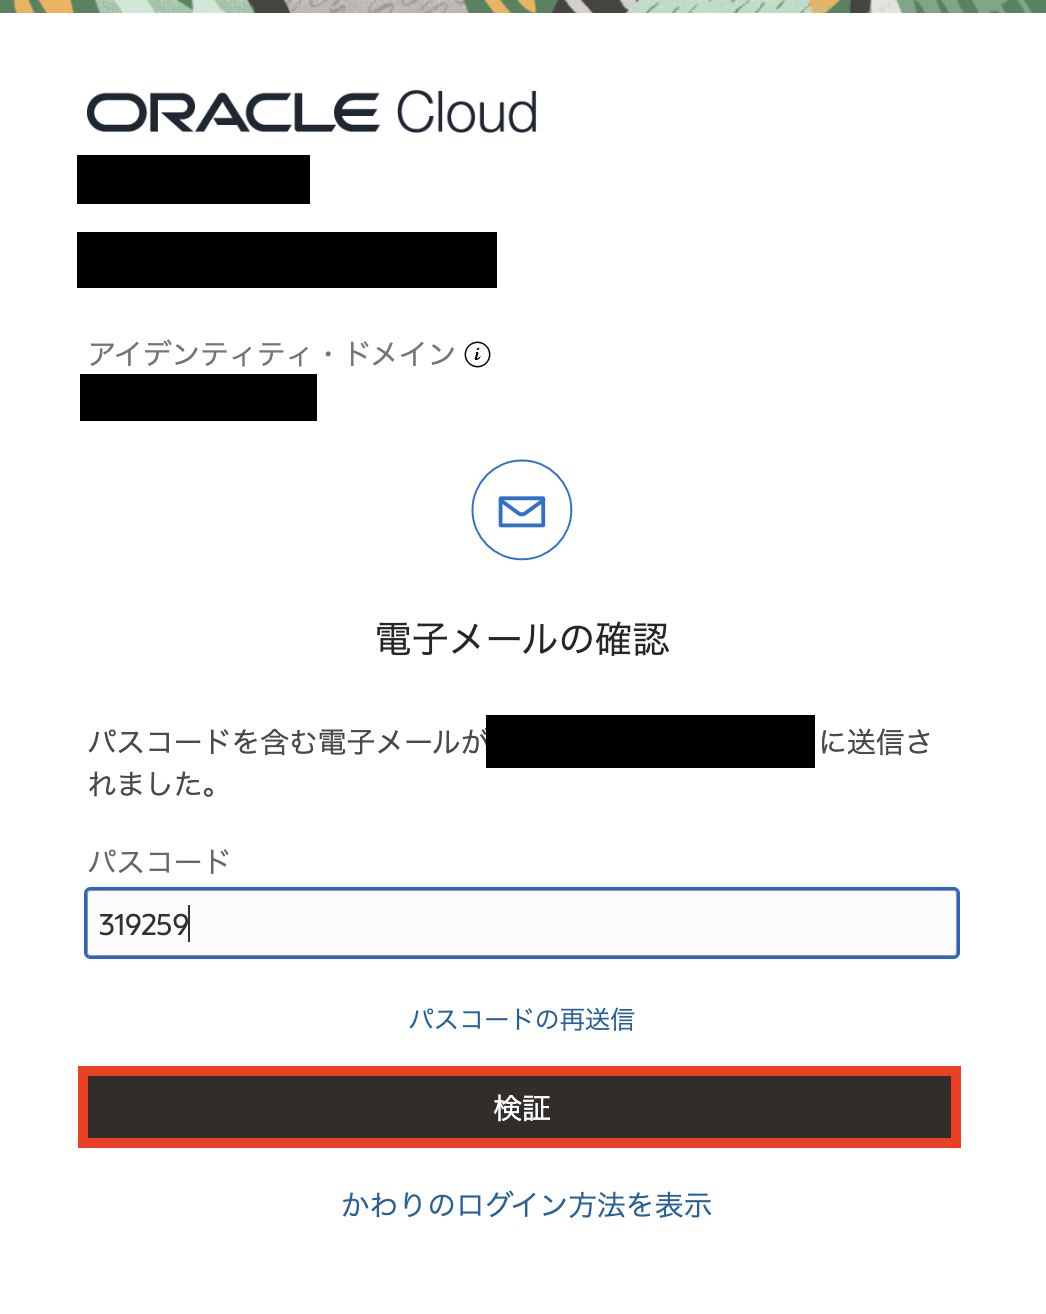 ORACLE Cloud
アイデンティティ・ドメイン
電子メールの確認
パスコードを含む電子メールが に送信さ
れました。
パスコード
319259
パスコードの再送信
検証
かわりのログイン方法を表示